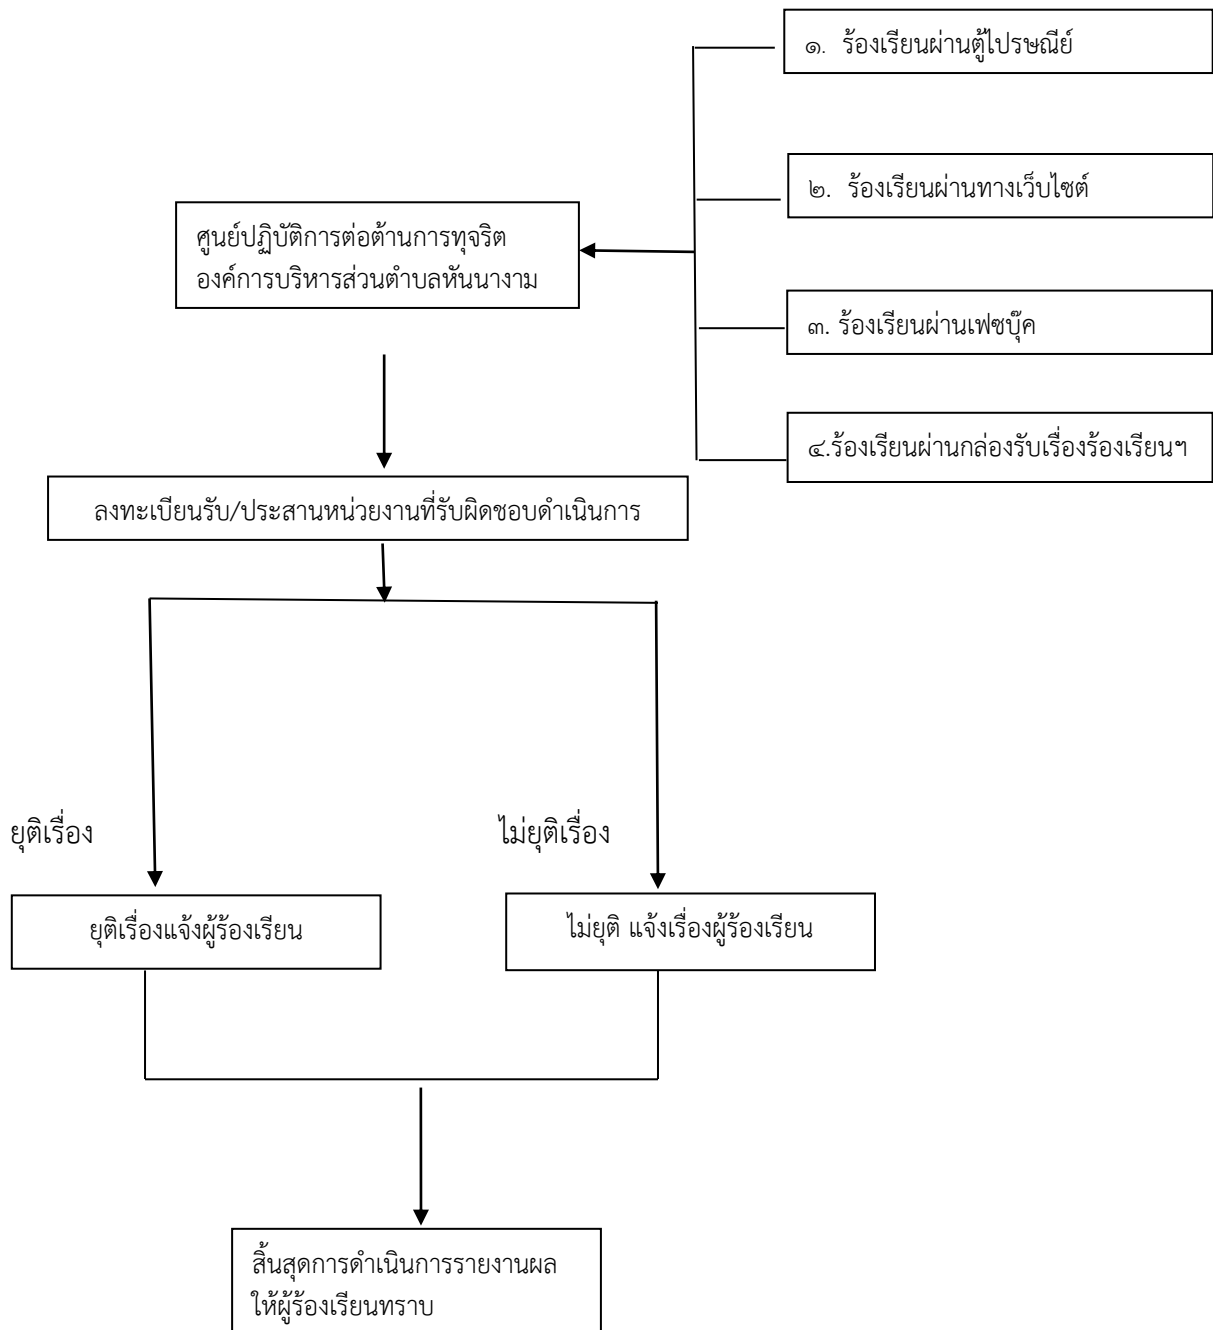 ๑. ร้องเรียนผ่านตู้ไปรษณีย์
๒. ร้องเรียนผ่านทางเว็บไซต์
ศูนย์ปฏิบัติการต่อต้านการทุจริต
องค์การบริหารส่วนตำบลหันนางาม
๓. ร้องเรียนผ่านเฟซบุ๊ค
๔.ร้องเรียนผ่านกล่องรับเรื่องร้องเรียนฯ
ลงทะเบียนรับ/ประสานหน่วยงานที่รับผิดชอบดำเนินการ
ยุติเรื่อง
ไม่ยุติเรื่อง
ยุติเรื่องแจ้งผู้ร้องเรียน
ไม่ยุติ แจ้งเรื่องผู้ร้องเรียน
สิ้นสุดการดำเนินการรายงานผล
ให้ผู้ร้องเรียนทราบ